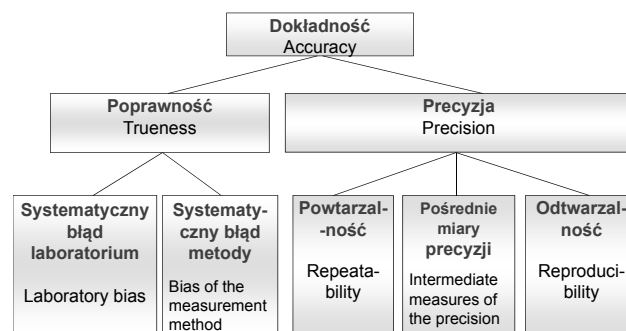 Dokładność
Accuracy
Poprawność
Trueness
Precyzja
Precision
Systematyczny
błąd
laboratorium
Laboratory bias
Systematy-
czny błąd
metody
Bias of the
measurement
method
Powtarzal-
-ność
Repeata-
bility
Pośrednie
miary
precyzji
Intermediate
measures of
the precision
Odtwarzal-
ność
Reproduci-
bility